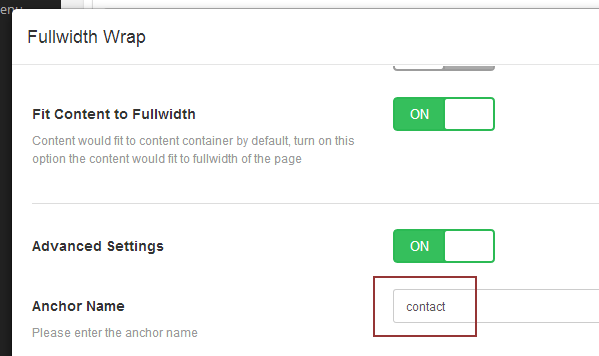 enu
Fullwidth Wrap
Fit Content to Fullwidth
ON
Content would fit to content container by default, turn on this
option the content would fit to fullwidth of the page
Advanced Settings
ON
Anchor Name
contact
Please enter the anchor name